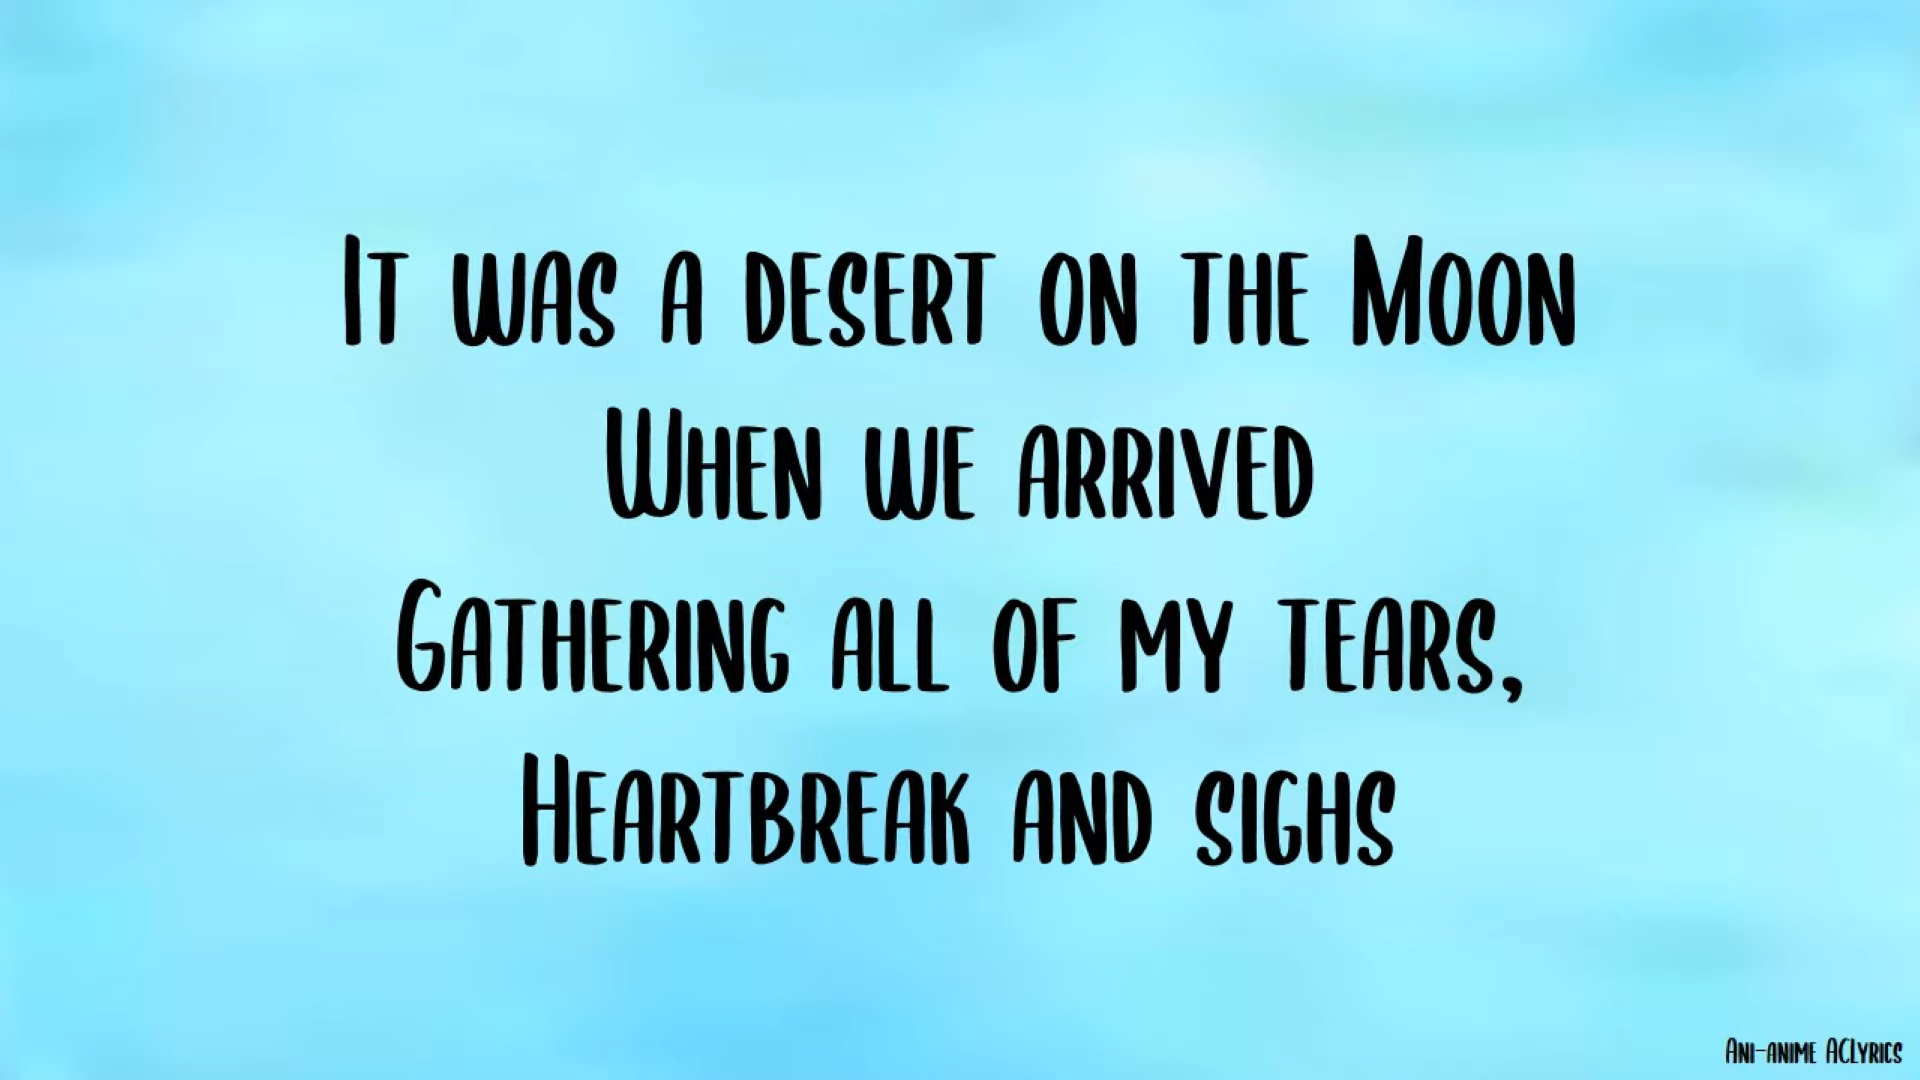 It was a desert on the Moon
When we arrived
Gathering all of my tears,
Heartbreak and sighs
Ani-anime ACLyrics